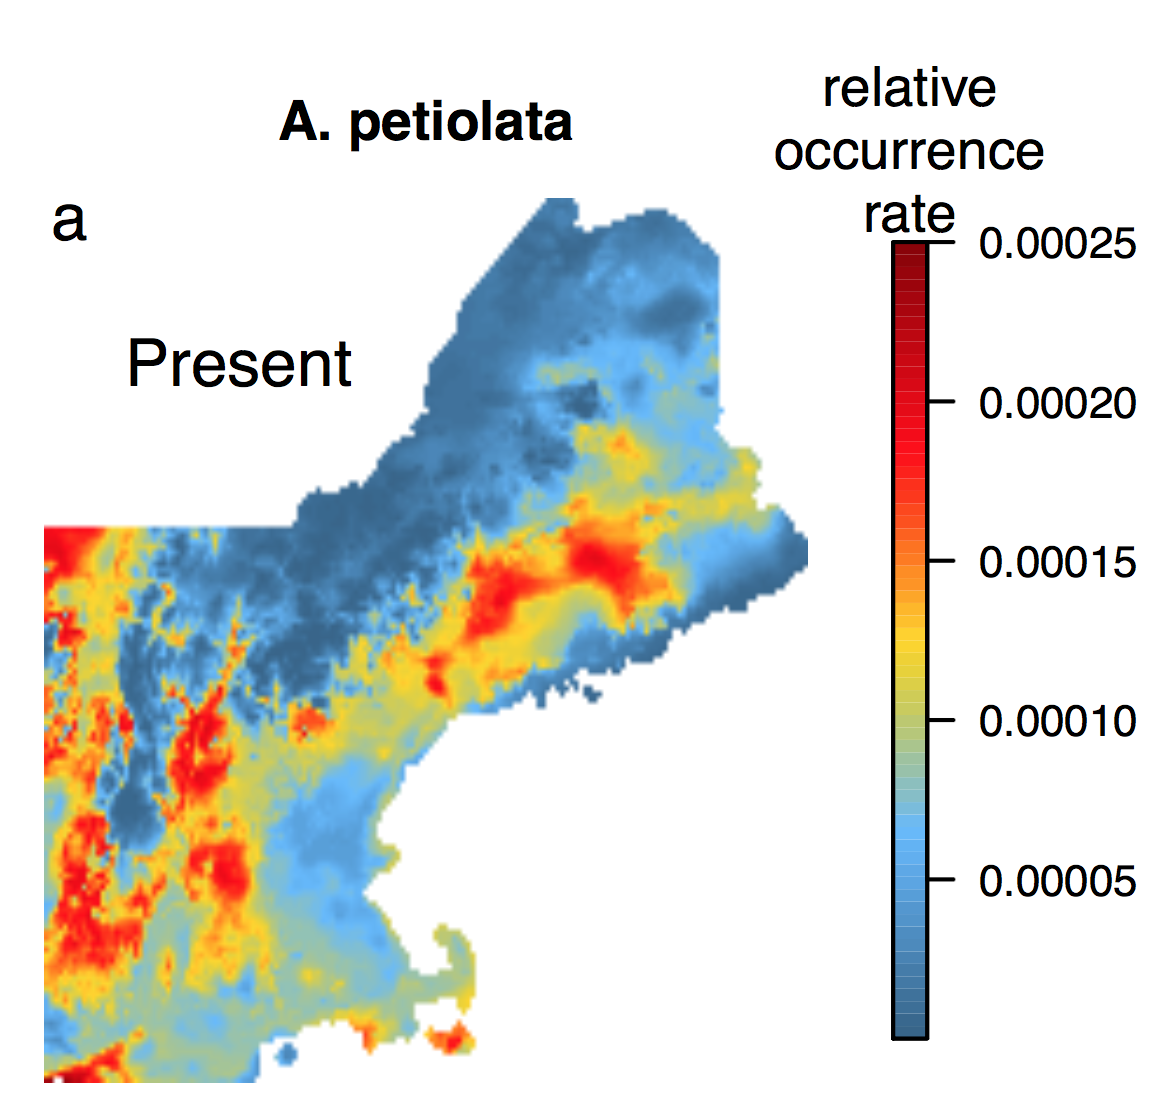 A. petiolata
a
Present
relative
occurrence
rate
0.00025
0.00020
0.00015
0.00010
0.00005